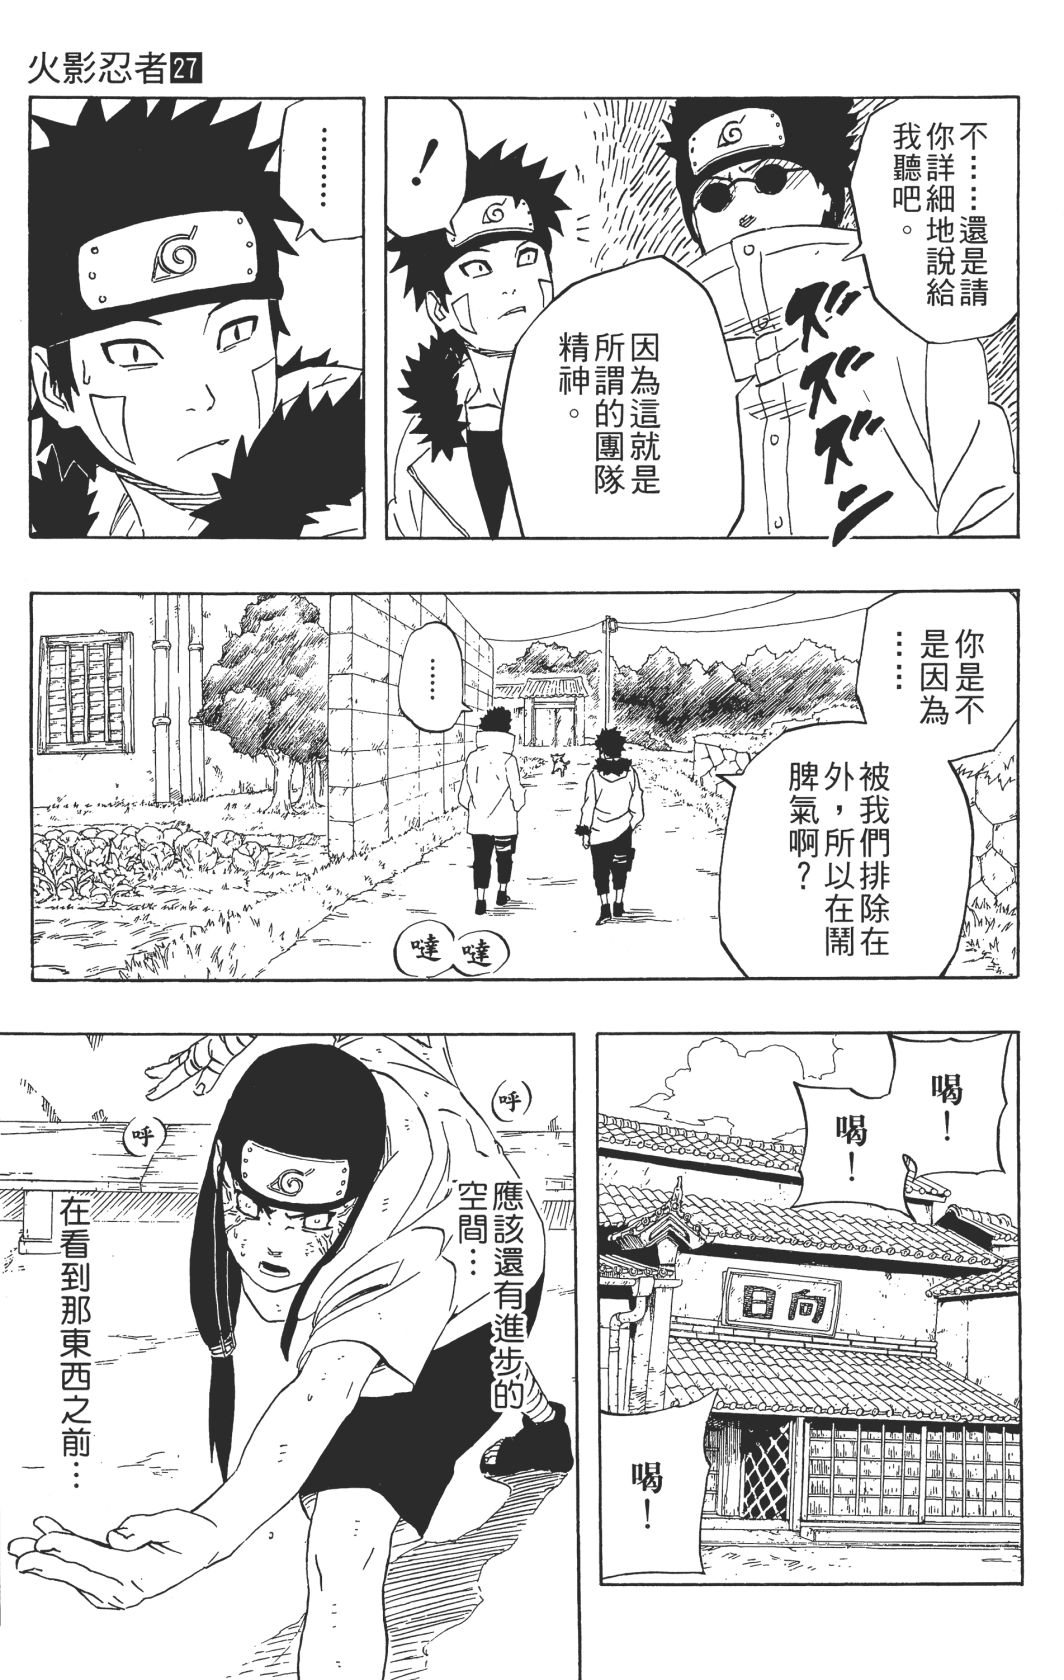 火影忍者27
不……還是請
你詳細地說給
我聽吧。
！
因為這就是
所謂的團隊
精神。
ズズズン
………
你是不
是因為
……
被我們排除在
外，所以在鬧
脾氣啊？
……
噠
噠
喝！
喝！
向日
喝！
呼
應該還有進步的
空間…
呼
在看到那東西之前…